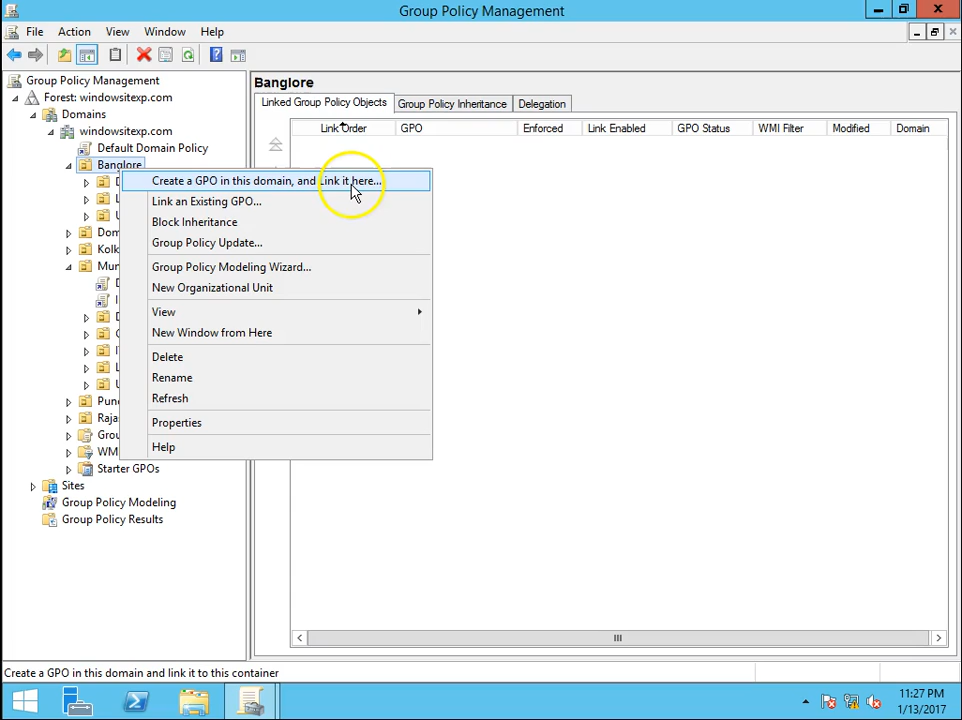 Group Policy Management
File Action View Window Help
Group Policy Management
Forest: windowsitexp.com
Domains
windowsitexp.com
Default Domain Policy
Banglore
D
L
U
Dom
Kolk
Mur
D
I
D
IT
L
U
Pun
Raja
Grou
WM
Starter GPOs
Sites
Group Policy Modeling
Group Policy Results
Create a GPO in this domain, and Link it here...
Link an Existing GPO...
Block Inheritance
Group Policy Update...
Group Policy Modeling Wizard...
New Organizational Unit
View
New Window from Here
Delete
Rename
Refresh
Properties
Help
Banglore
Linked Group Policy Objects Group Policy Inheritance Delegation
Link Order GPO Enforced Link Enabled GPO Status WMI Filter Modified Domain
Create a GPO in this domain and link it to this container
11:27 PM
1/13/2017